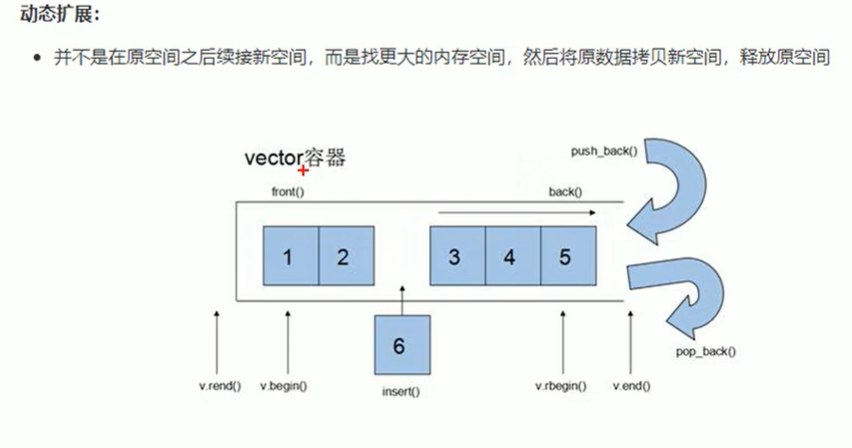 动态扩展：
• 并不是在原空间之后续接新空间，而是找更大的内存空间，然后将原数据拷贝新空间，释放原空间
vector容器
push_back()
front()
back()
1 2 3 4 5
6
pop_back()
v.rend() v.begin() insert() v.rbegin() v.end()